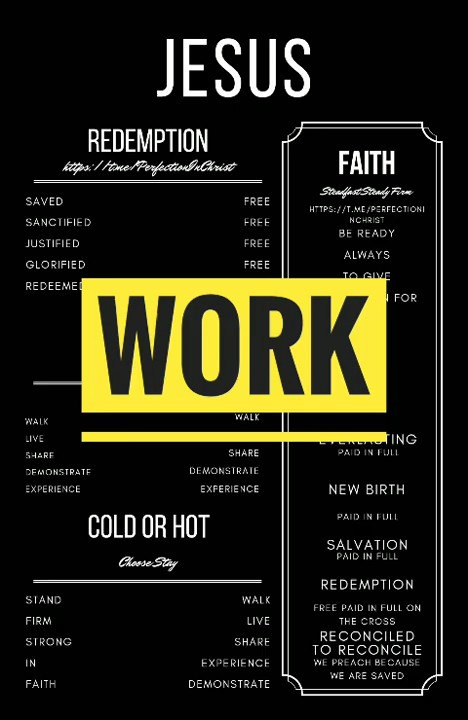 JESUS
REDEMPTION
https://t.me/PerfectionInChrist
SAVED FREE
SANCTIFIED FREE
JUSTIFIED FREE
GLORIFIED FREE
REDEEMED
WORK
WALK WALK
LIVE
SHARE SHARE
DEMONSTRATE DEMONSTRATE
EXPERIENCE EXPERIENCE
COLD OR HOT
Choose Stay
STAND WALK
FIRM LIVE
STRONG SHARE
IN EXPERIENCE
FAITH DEMONSTRATE
FAITH
Steadfast Steady Firm
HTTPS://T.ME/PERFECTIONI
NCHRIST
BE READY
ALWAYS
TO GIVE
FOR
EVERLASTING
PAID IN FULL
NEW BIRTH
PAID IN FULL
SALVATION
PAID IN FULL
REDEMPTION
FREE PAID IN FULL ON
THE CROSS
RECONCILED
TO RECONCILE
WE PREACH BECAUSE
WE ARE SAVED